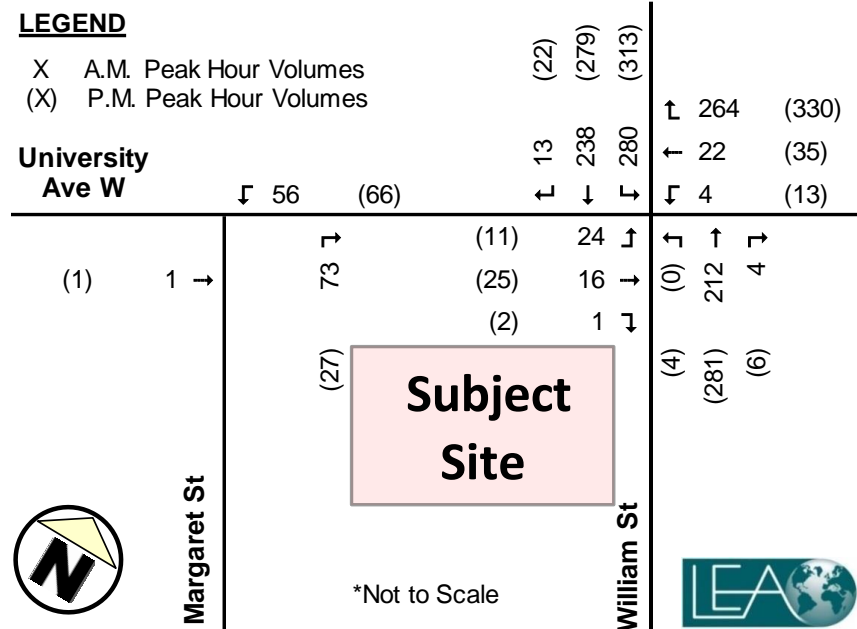 LEGEND
X A.M. Peak Hour Volumes
(X) P.M. Peak Hour Volumes
(22) (279) (313)
13 238 280
264 (330)
22 (35)
4 (13)
University
Ave W
56 (66)
(1) 1
73
(27)
(11) 24
(25) 16
(2) 1
(0) 212 4
(4) (281) (6)
Subject
Site
Margaret St
William St
N
*Not to Scale
LEA